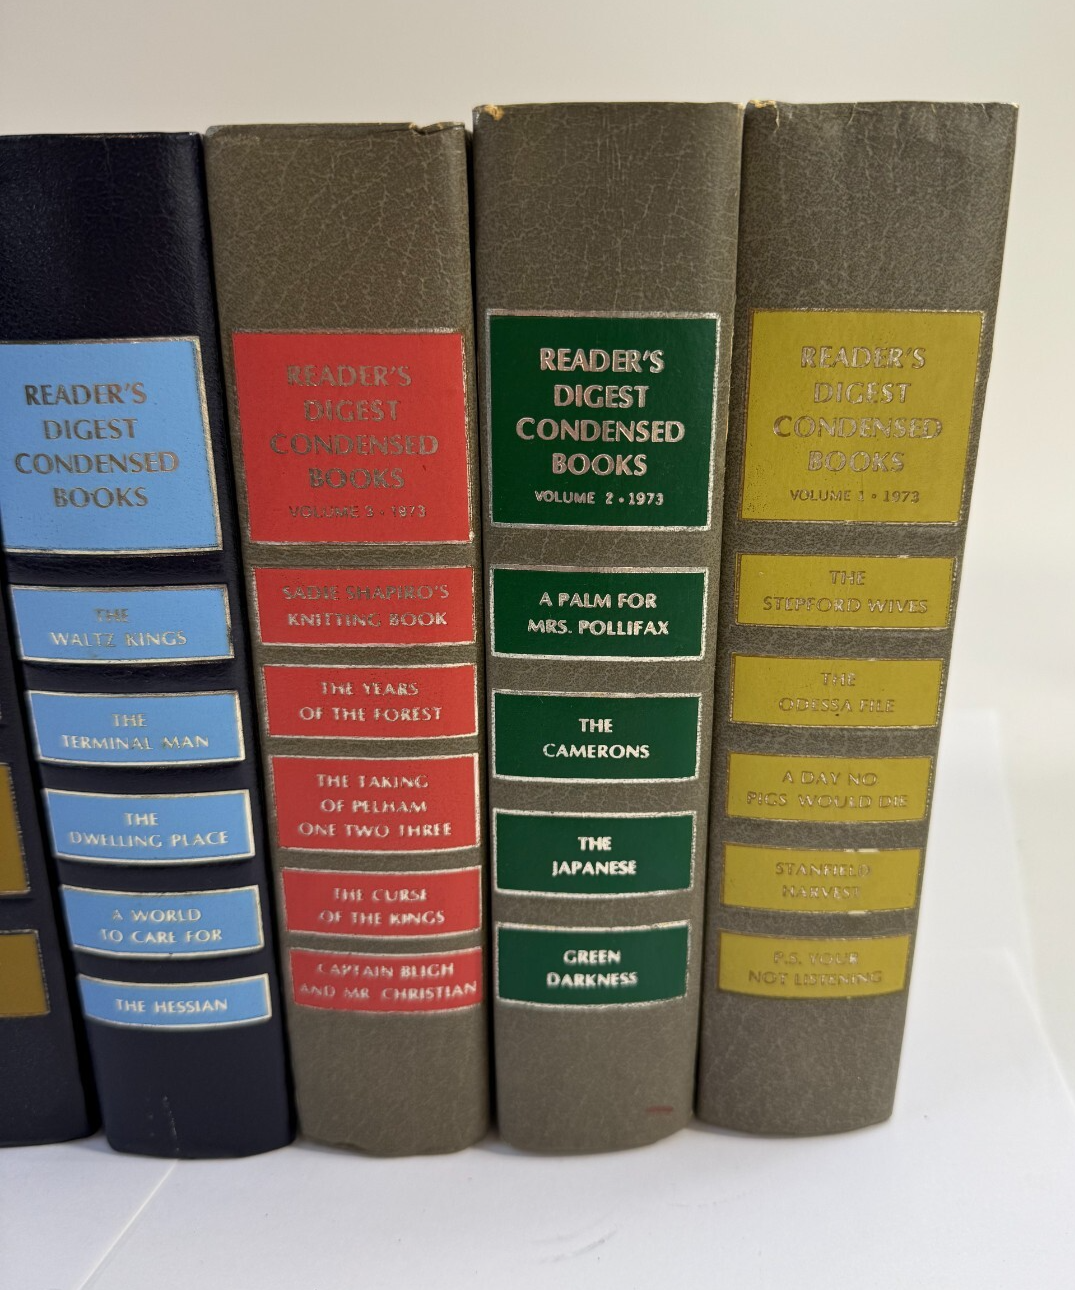 READER'S
DIGEST
CONDENSED
BOOKS
THE
WALTZ KINGS
THE
TERMINAL MAN
THE
DWELLING PLACE
A WORLD
TO CARE FOR
THE HESSIAN
READER'S
DIGEST
CONDENSED
BOOKS
VOLUME 3 • 1973
SADIE SHAPIRO'S
KNITTING BOOK
THE YEARS
OF THE FOREST
THE TAKING
OF PELHAM
ONE TWO THREE
THE CURSE
OF THE KINGS
CAPTAIN BLIGH
AND MR. CHRISTIAN
READER'S
DIGEST
CONDENSED
BOOKS
VOLUME 2 • 1973
A PALM FOR
MRS. POLLIFAX
THE
CAMERONS
THE
JAPANESE
GREEN
DARKNESS
READER'S
DIGEST
CONDENSED
BOOKS
VOLUME 1 • 1973
THE
STEPFORD WIVES
THE
ODESSA FILE
A DAY NO
PIGS WOULD DIE
STANFIELD
HARVEST
P.S. YOUR
NOT LISTENING